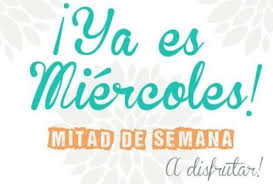 ¡Ya es
Miércoles!
MITAD DE SEMANA
A disfrutar!